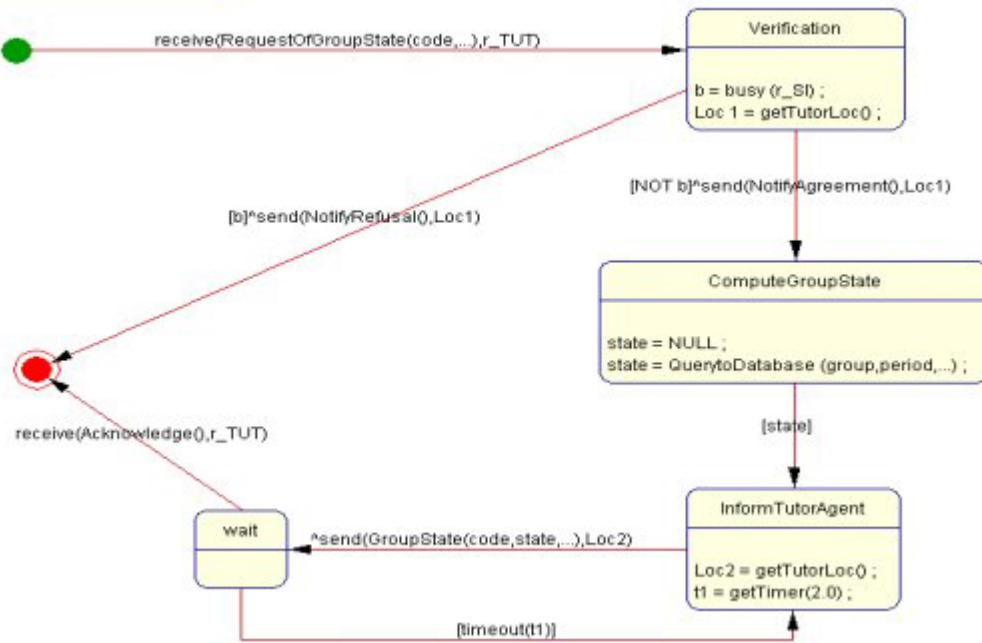 receive(RequestOfGroupState(code,...),r_TUT)
Verification
b = busy (r_SI) ;
Loc 1 = getTutorLoc() ;
[NOT b]^send(NotifyAgreement(),Loc1)
[b]^send(NotifyRefusal(),Loc1)
ComputeGroupState
state = NULL ;
state = QuerytoDatabase (group,period,...) ;
[state]
receive(Acknowledge(),r_TUT)
InformTutorAgent
Loc2 = getTutorLoc() ;
t1 = getTimer(2.0) ;
^send(GroupState(code,state,...),Loc2)
wait
[timeout(t1)]